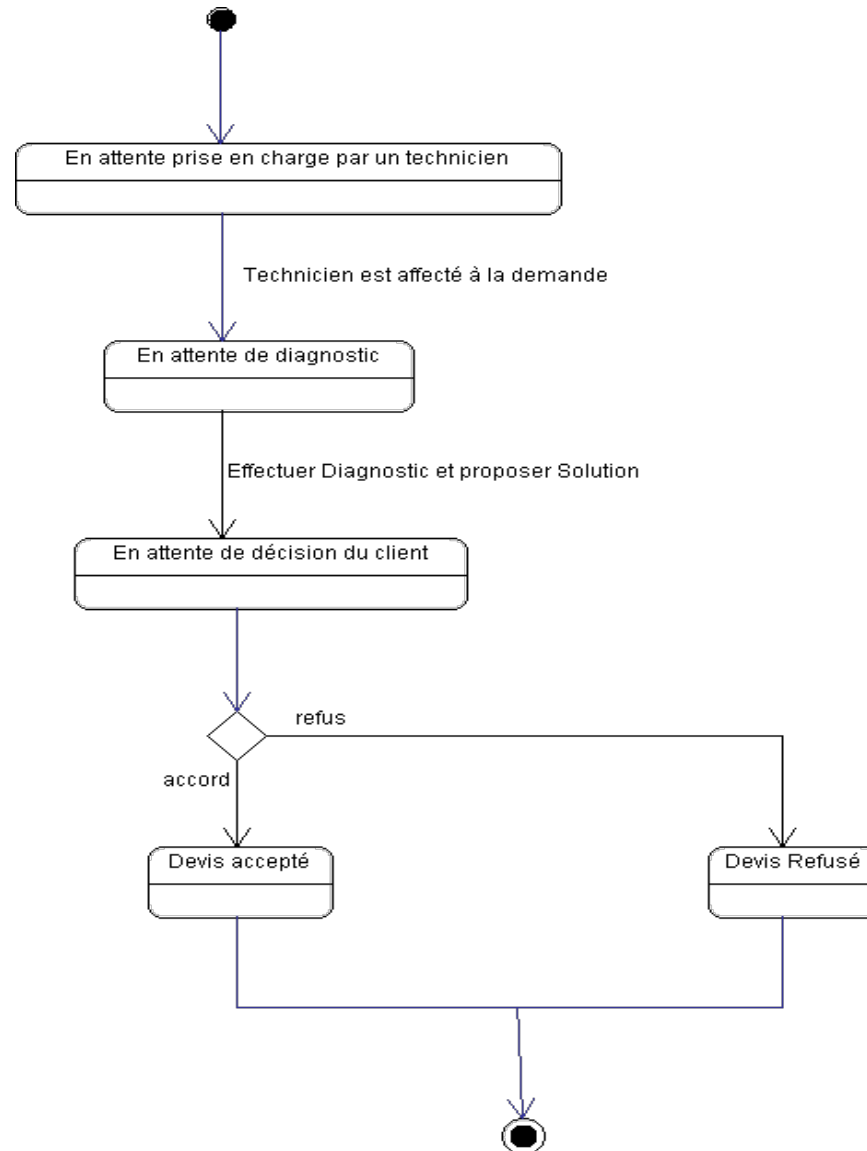 En attente prise en charge par un technicien
Technicien est affecté à la demande
En attente de diagnostic
Effectuer Diagnostic et proposer Solution
En attente de décision du client
refus
accord
Devis accepté
Devis Refusé